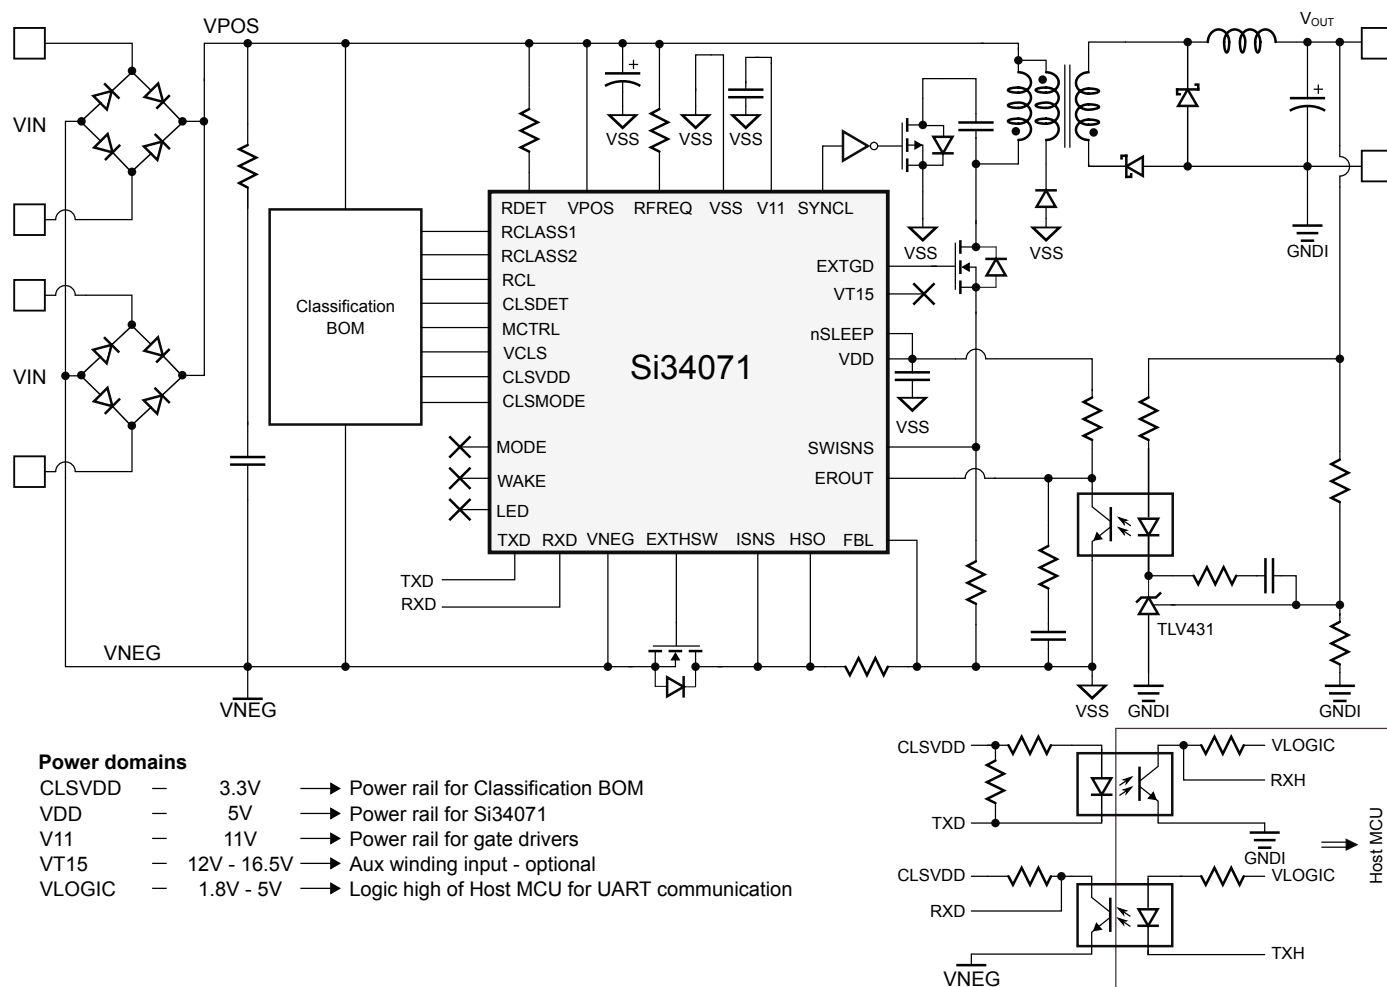 VPOS
V_OUT
VIN
VSS
VSS
VSS
RDET VPOS RFREQ VSS V11 SYNCL
RCLASS1
RCLASS2
RCL
CLSDET
MCTRL
VCLS
CLSVDD
CLSMODE
Classification
BOM
Si34071
VSS
VSS
GNDI
EXTGD
VT15
nSLEEP
VDD
VSS
VIN
MODE
WAKE
LED
SWISNS
EROUT
TXD RXD VNEG EXTHSW ISNS HSO FBL
TXD
RXD
TLV431
VNEG
VNEG
VSS
GNDI
GNDI
Power domains
CLSVDD – 3.3V Power rail for Classification BOM
VDD – 5V Power rail for Si34071
V11 – 11V Power rail for gate drivers
VT15 – 12V - 16.5V Aux winding input - optional
VLOGIC – 1.8V - 5V Logic high of Host MCU for UART communication
CLSVDD
VLOGIC
RXH
TXD
GNDI
Host MCU
CLSVDD
VLOGIC
RXD
TXH
VNEG